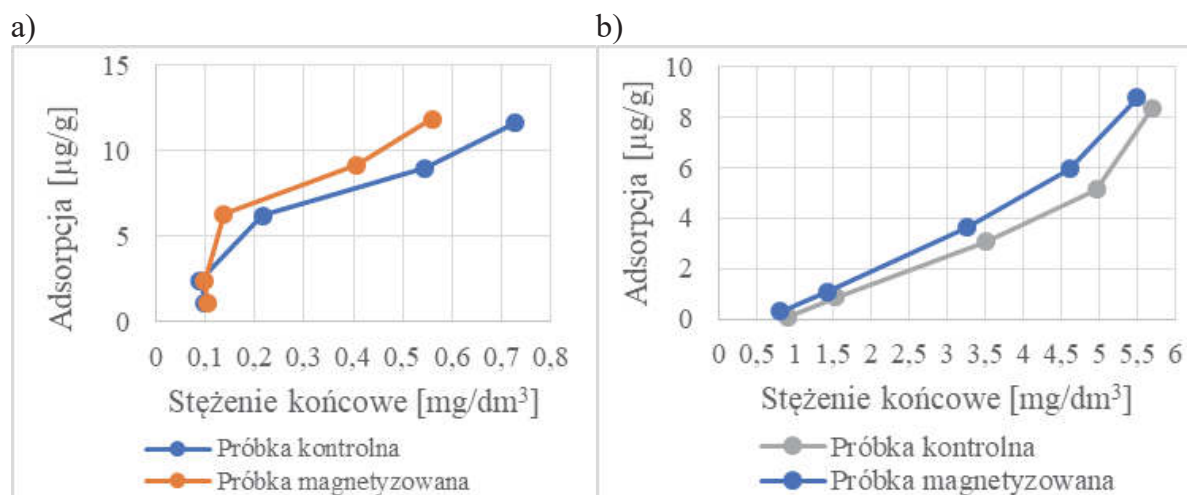 a)
15
10
5
0
0 0,1 0,2 0,3 0,4 0,5 0,6 0,7 0,8
Adsorpcja [µg/g]
Stężenie końcowe [mg/dm³]
Próbka kontrolna
Próbka magnetyzowana
b)
10
8
6
4
2
0
0 0,5 1 1,5 2 2,5 3 3,5 4 4,5 5 5,5 6
Adsorpcja [µg/g]
Stężenie końcowe [mg/dm³]
Próbka kontrolna
Próbka magnetyzowana